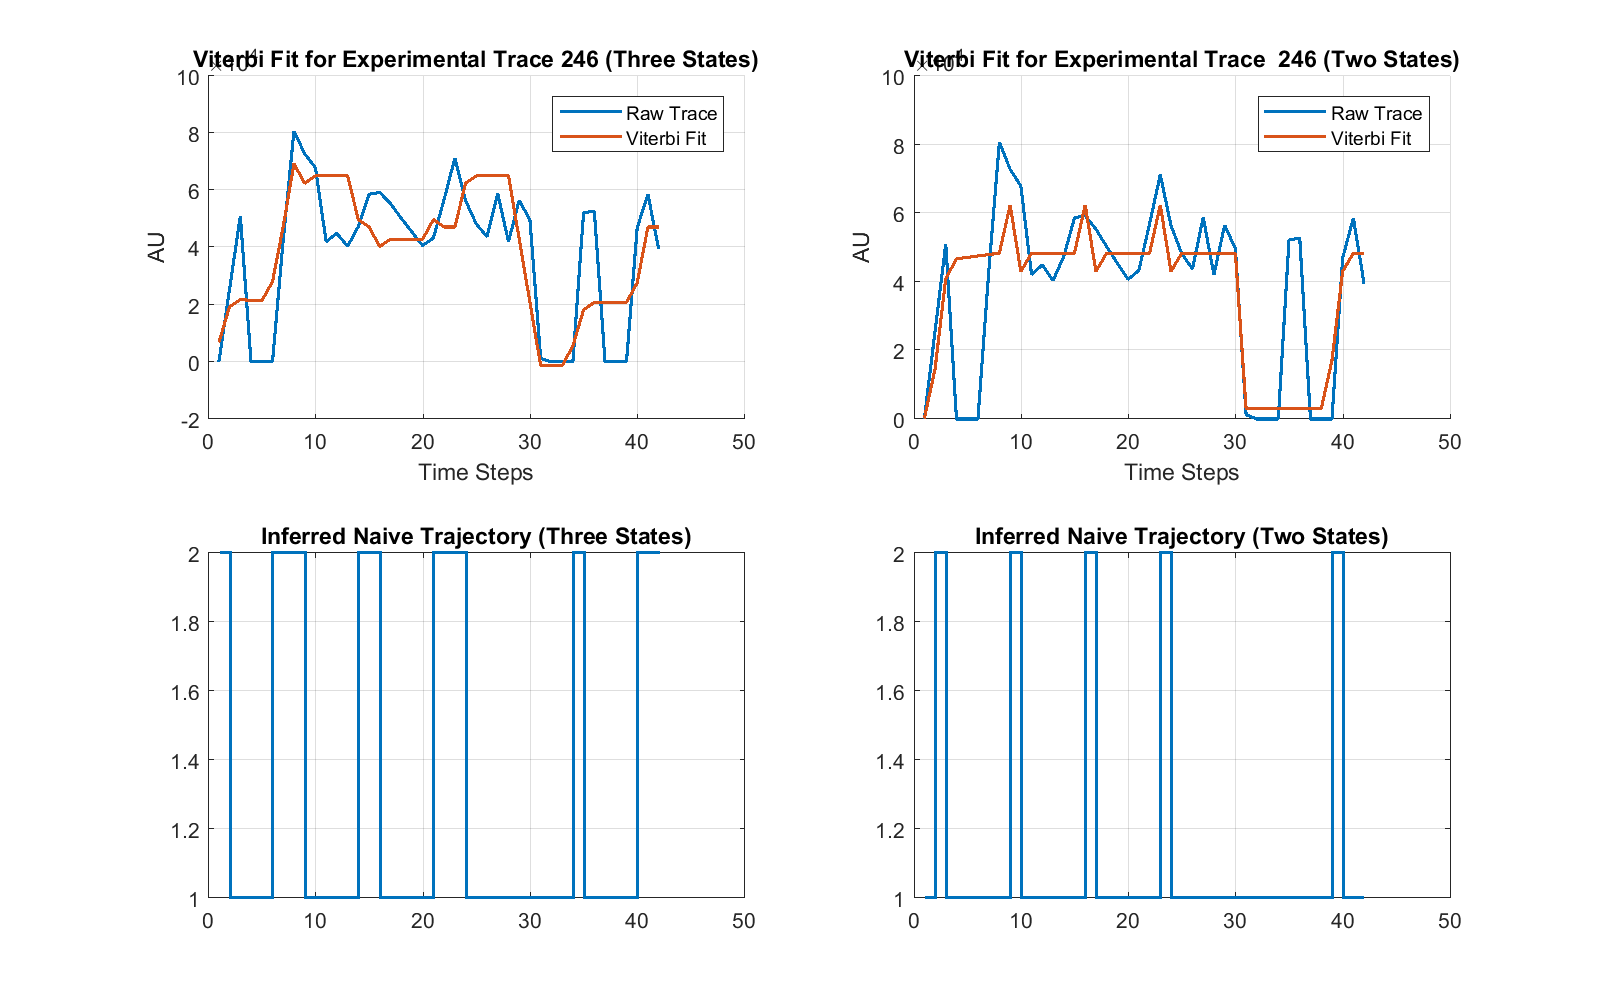 Viterbi Fit for Experimental Trace 246 (Three States)
10
8
6
4
2
0
-2
AU
Raw Trace
Viterbi Fit
0 10 20 30 40 50
Time Steps
Viterbi Fit for Experimental Trace 246 (Two States)
10
8
6
4
2
0
AU
Raw Trace
Viterbi Fit
0 10 20 30 40 50
Time Steps
Inferred Naive Trajectory (Three States)
2
1.8
1.6
1.4
1.2
1
0 10 20 30 40 50
Inferred Naive Trajectory (Two States)
2
1.8
1.6
1.4
1.2
1
0 10 20 30 40 50